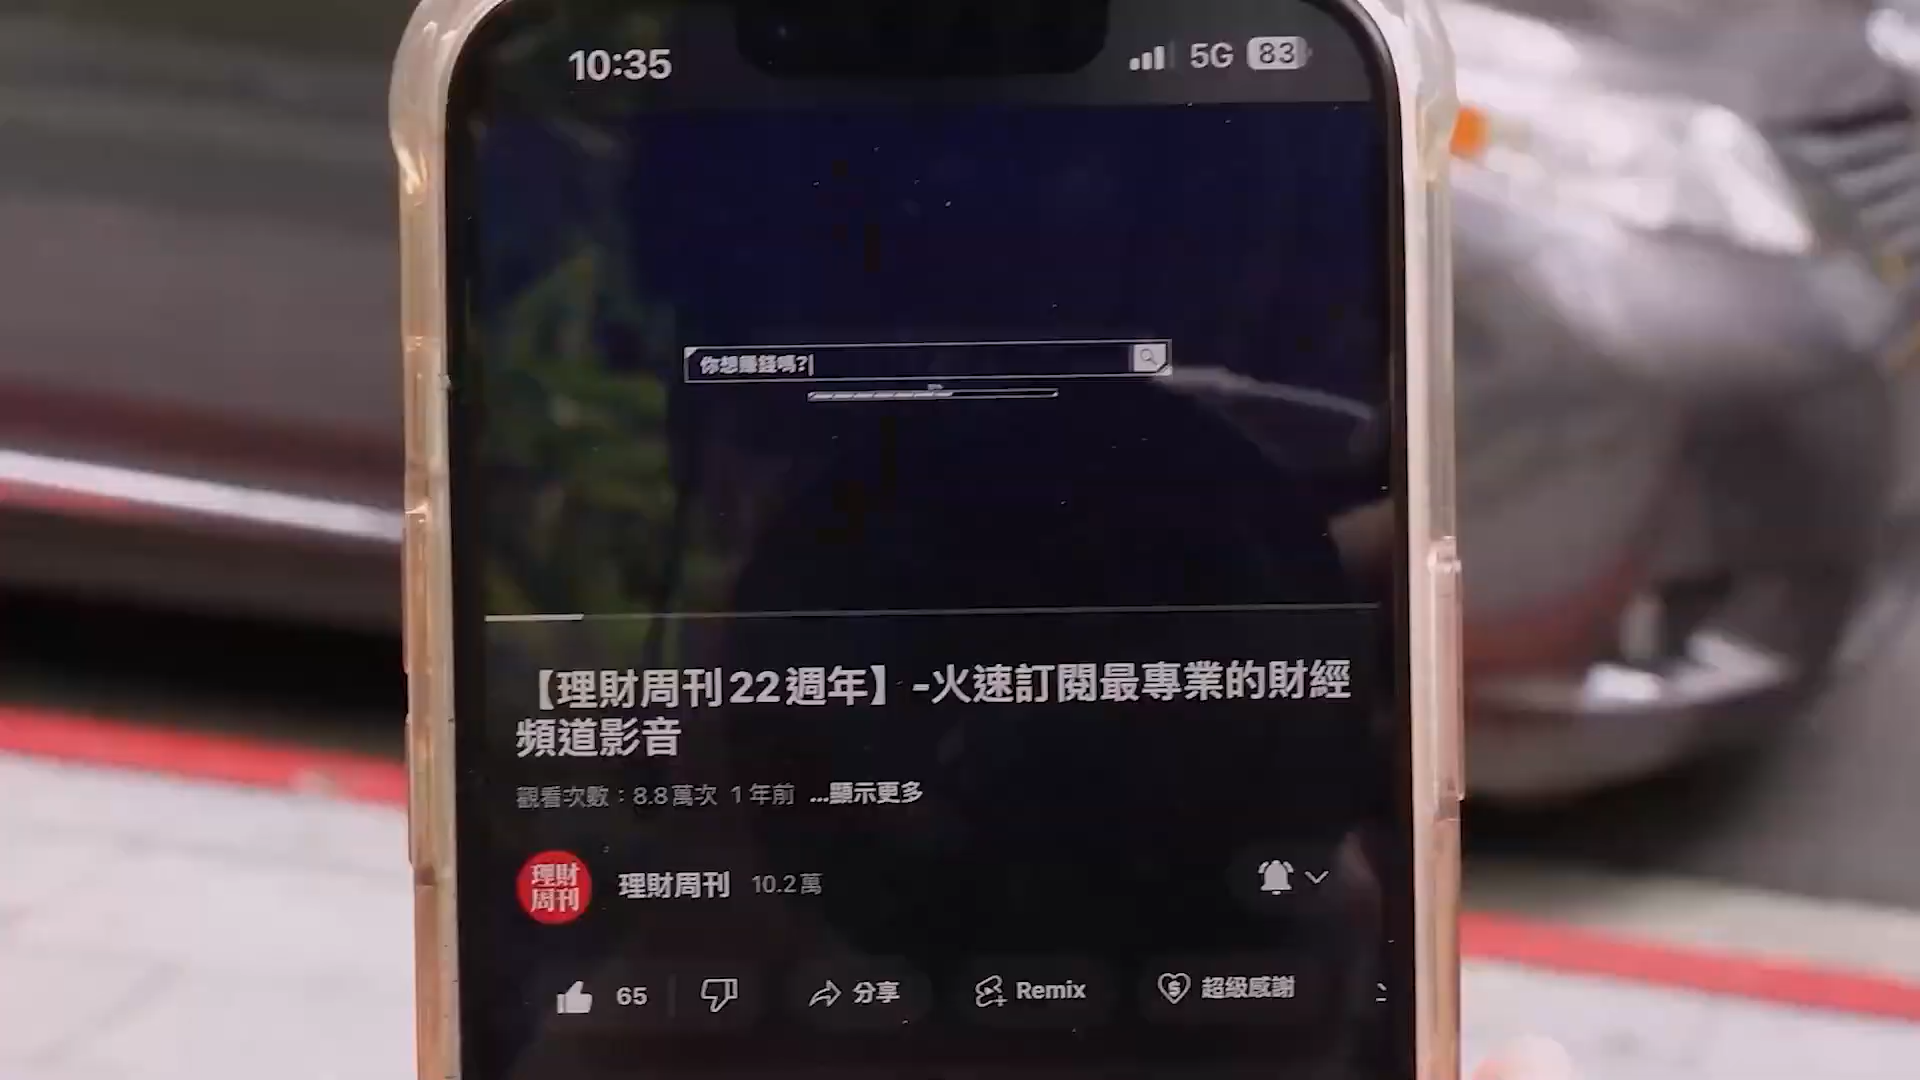 10:35
5G 83
你想賺錢嗎?
【理財周刊22週年】-火速訂閱最專業的財經
頻道影音
觀看次數：8.8萬次 1年前 ...顯示更多
理財
周刊
理財周刊 10.2萬
65
分享
Remix
超級感謝